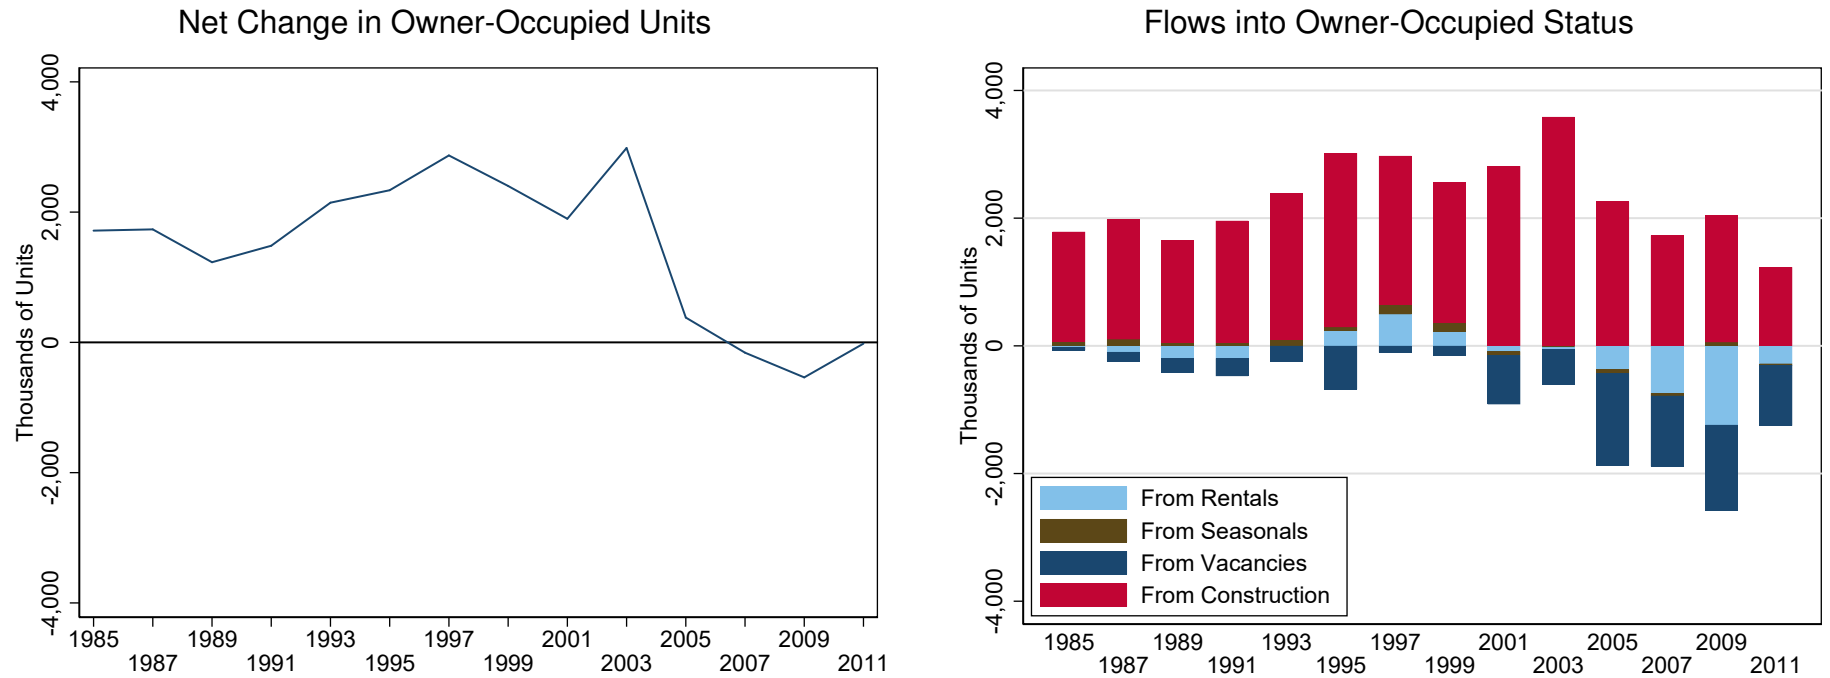 Net Change in Owner-Occupied Units
Thousands of Units
4,000
2,000
0
-2,000
-4,000
1985 1989 1993 1997 2001 2005 2009
1987 1991 1995 1999 2003 2007 2011
Flows into Owner-Occupied Status
Thousands of Units
4,000
2,000
0
-2,000
-4,000
From Rentals
From Seasonals
From Vacancies
From Construction
1985 1989 1993 1997 2001 2005 2009
1987 1991 1995 1999 2003 2007 2011